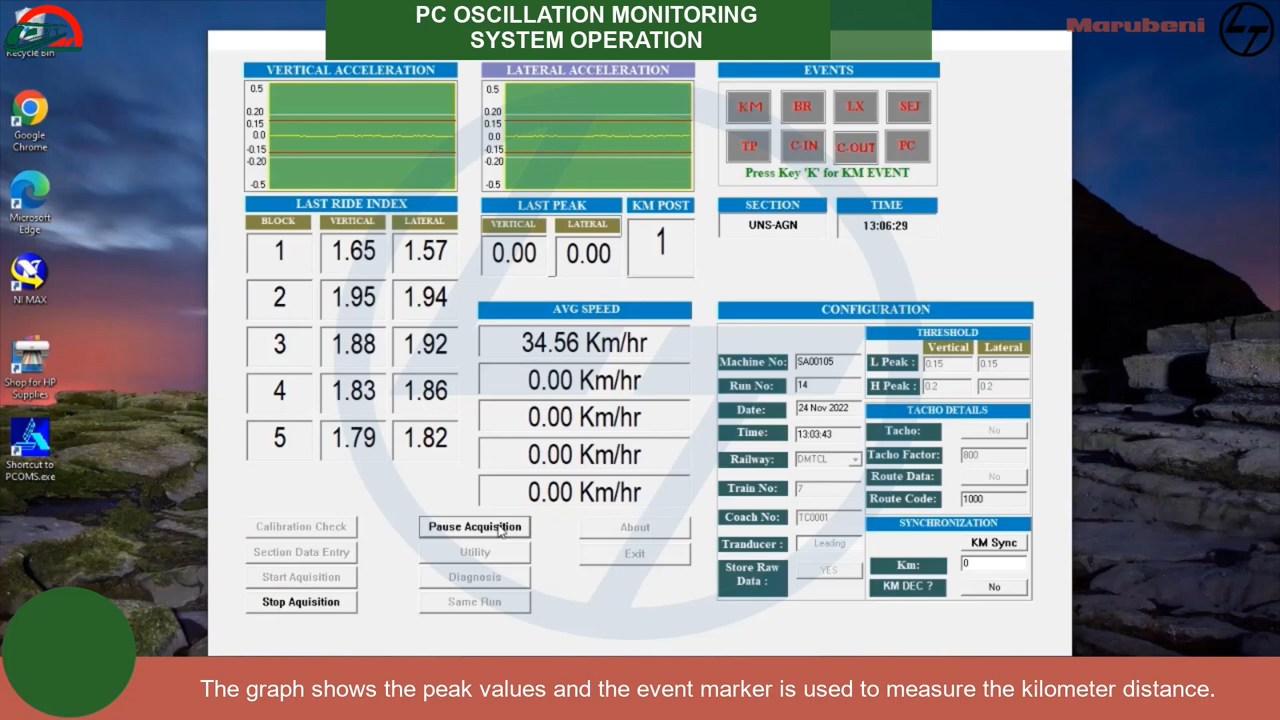 PC OSCILLATION MONITORING
SYSTEM OPERATION
Marubeni
LT
Recycle Bin
Google
Chrome
Microsoft
Edge
NI MAX
Shop for HP
Supplies
Shortcut to
PCOMS.exe
VERTICAL ACCELERATION
0.5
0.20
0.15
0.0
-0.15
-0.20
-0.5
LATERAL ACCELERATION
0.5
0.20
0.15
0.0
-0.15
-0.20
-0.5
EVENTS
KM BR LX SEJ
TP C-IN C-OUT PC
Press Key 'K' for KM EVENT
LAST RIDE INDEX
BLOCK VERTICAL LATERAL
1 1.65 1.57
2 1.95 1.94
3 1.88 1.92
4 1.83 1.86
5 1.79 1.82
LAST PEAK
VERTICAL LATERAL
0.00 0.00
KM POST
1
SECTION
UNS-AGN
TIME
13:06:29
AVG SPEED
34.56 Km/hr
0.00 Km/hr
0.00 Km/hr
0.00 Km/hr
0.00 Km/hr
CONFIGURATION
Machine No: SA00105
Run No: 14
Date: 24 Nov 2022
Time: 13:03:43
Railway: DMTCL
Train No: 7
Coach No: TC0001
Tranducer : Leading
Store Raw
Data : YES
THRESHOLD
Vertical Lateral
L Peak : 0.15 0.15
H Peak : 0.2 0.2
TACHO DETAILS
Tacho: No
Tacho Factor: 800
Route Data: No
Route Code: 1000
SYNCHRONIZATION
KM Sync
Km: 0
KM DEC ? No
Calibration Check
Section Data Entry
Start Aquisition
Stop Aquisition
Pause Acquisition
Utility
Diagnosis
Same Run
About
Exit
The graph shows the peak values and the event marker is used to measure the kilometer distance.